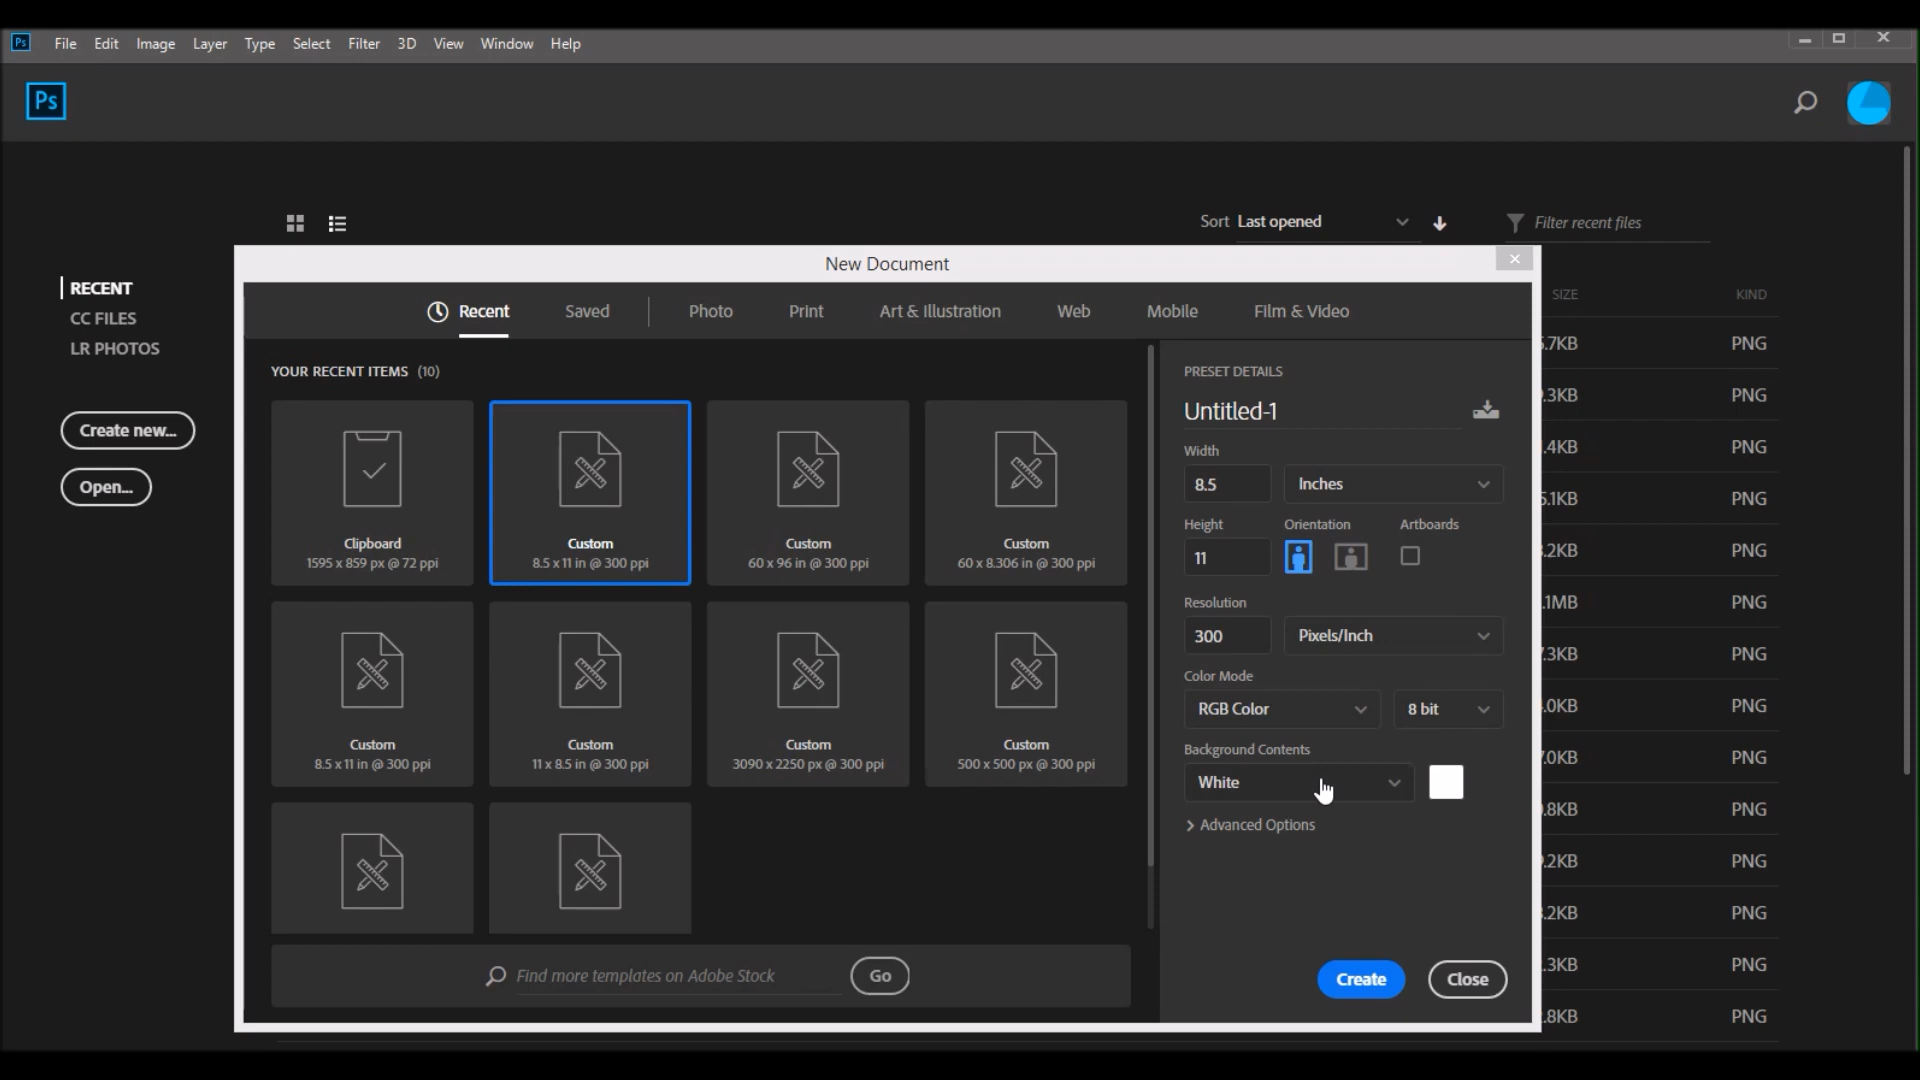 Ps File Edit Image Layer Type Select Filter 3D View Window Help
Ps
Sort Last opened Filter recent files
RECENT
CC FILES
LR PHOTOS
Create new...
Open...
New Document
Recent Saved Photo Print Art & Illustration Web Mobile Film & Video
YOUR RECENT ITEMS (10)
Clipboard
1595 x 859 px @ 72 ppi
Custom
8.5 x 11 in @ 300 ppi
Custom
60 x 96 in @ 300 ppi
Custom
60 x 8.306 in @ 300 ppi
Custom
8.5 x 11 in @ 300 ppi
Custom
11 x 8.5 in @ 300 ppi
Custom
3090 x 2250 px @ 300 ppi
Custom
500 x 500 px @ 300 ppi
Find more templates on Adobe Stock Go
PRESET DETAILS
Untitled-1
Width
8.5 Inches
Height Orientation Artboards
11
Resolution
300 Pixels/Inch
Color Mode
RGB Color 8 bit
Background Contents
White
Advanced Options
Create Close
SIZE KIND
.7KB PNG
.3KB PNG
.4KB PNG
.1KB PNG
.2KB PNG
.1MB PNG
.3KB PNG
.0KB PNG
.0KB PNG
.8KB PNG
.2KB PNG
.2KB PNG
.3KB PNG
.8KB PNG